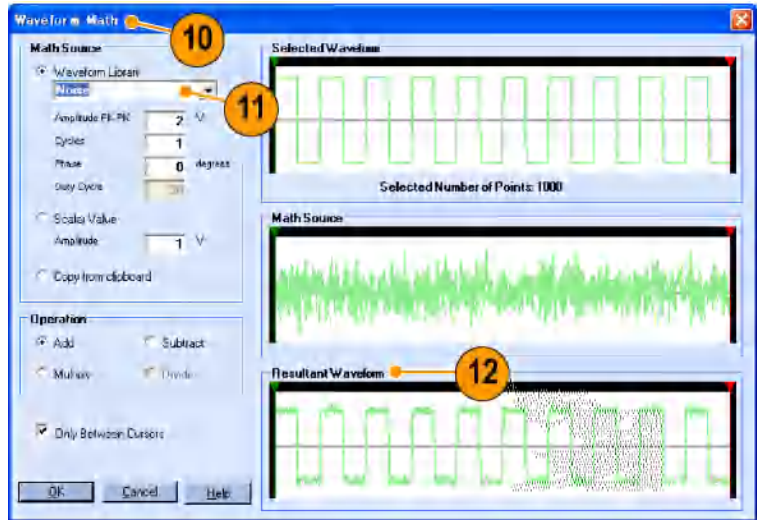 Waveform Math
10
Math Source
Waveform Library
Noise
11
Amplitude PK-PK 2 V
Cycles 1
Phase 0 degrees
Duty Cycle
Scalar Value
Amplitude 1 V
Copy from clipboard
Operation
Add Subtract
Multiply Divide
Only Between Cursors
OK Cancel Help
Selected Waveform
Selected Number of Points: 1000
Math Source
Resultant Waveform
12